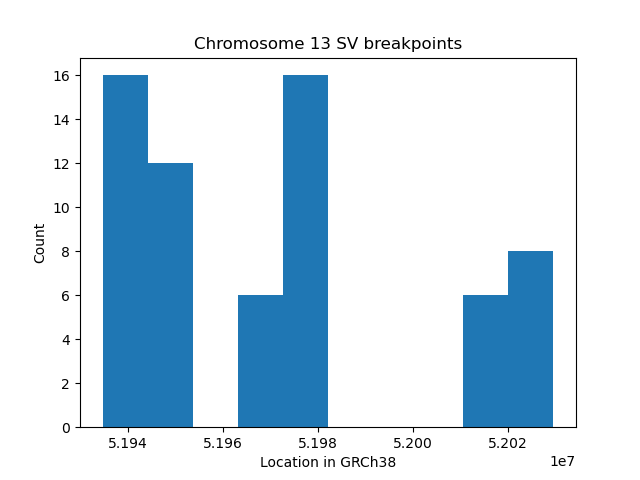 Chromosome 13 SV breakpoints
16
14
12
10
8
6
4
2
0
Count
5.194 5.196 5.198 5.200 5.202
1e7
Location in GRCh38